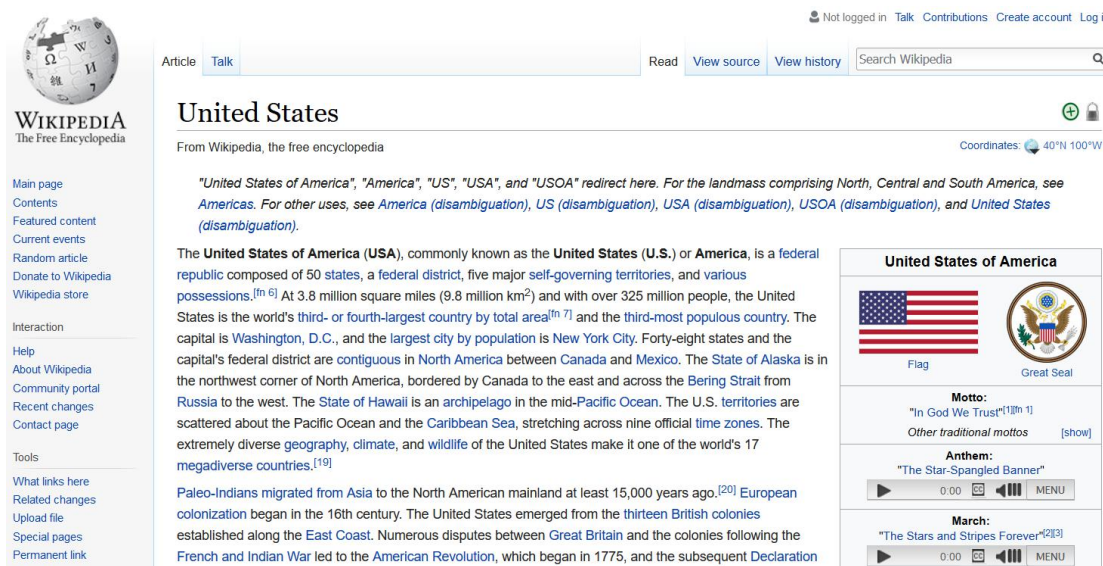 Not logged in Talk Contributions Create account Log i
Article Talk Read View source View history Search Wikipedia
WIKIPEDIA
The Free Encyclopedia
Main page
Contents
Featured content
Current events
Random article
Donate to Wikipedia
Wikipedia store
Interaction
Help
About Wikipedia
Community portal
Recent changes
Contact page
Tools
What links here
Related changes
Upload file
Special pages
Permanent link
United States
From Wikipedia, the free encyclopedia
Coordinates: 40°N 100°W
"United States of America", "America", "US", "USA", and "USOA" redirect here. For the landmass comprising North, Central and South America, see
Americas. For other uses, see America (disambiguation), US (disambiguation), USA (disambiguation), USOA (disambiguation), and United States
(disambiguation).
The United States of America (USA), commonly known as the United States (U.S.) or America, is a federal
republic composed of 50 states, a federal district, five major self-governing territories, and various
possessions.[fn 6] At 3.8 million square miles (9.8 million km2) and with over 325 million people, the United
States is the world's third- or fourth-largest country by total area[fn 7] and the third-most populous country. The
capital is Washington, D.C., and the largest city by population is New York City. Forty-eight states and the
capital's federal district are contiguous in North America between Canada and Mexico. The State of Alaska is in
the northwest corner of North America, bordered by Canada to the east and across the Bering Strait from
Russia to the west. The State of Hawaii is an archipelago in the mid-Pacific Ocean. The U.S. territories are
scattered about the Pacific Ocean and the Caribbean Sea, stretching across nine official time zones. The
extremely diverse geography, climate, and wildlife of the United States make it one of the world's 17
megadiverse countries.[19]
Paleo-Indians migrated from Asia to the North American mainland at least 15,000 years ago.[20] European
colonization began in the 16th century. The United States emerged from the thirteen British colonies
established along the East Coast. Numerous disputes between Great Britain and the colonies following the
French and Indian War led to the American Revolution, which began in 1775, and the subsequent Declaration
United States of America
Flag
Great Seal
Motto:
"In God We Trust"[1][fn 1]
Other traditional mottos [show]
Anthem:
"The Star-Spangled Banner"
0:00 CC MENU
March:
"The Stars and Stripes Forever"[2][3]
0:00 CC MENU